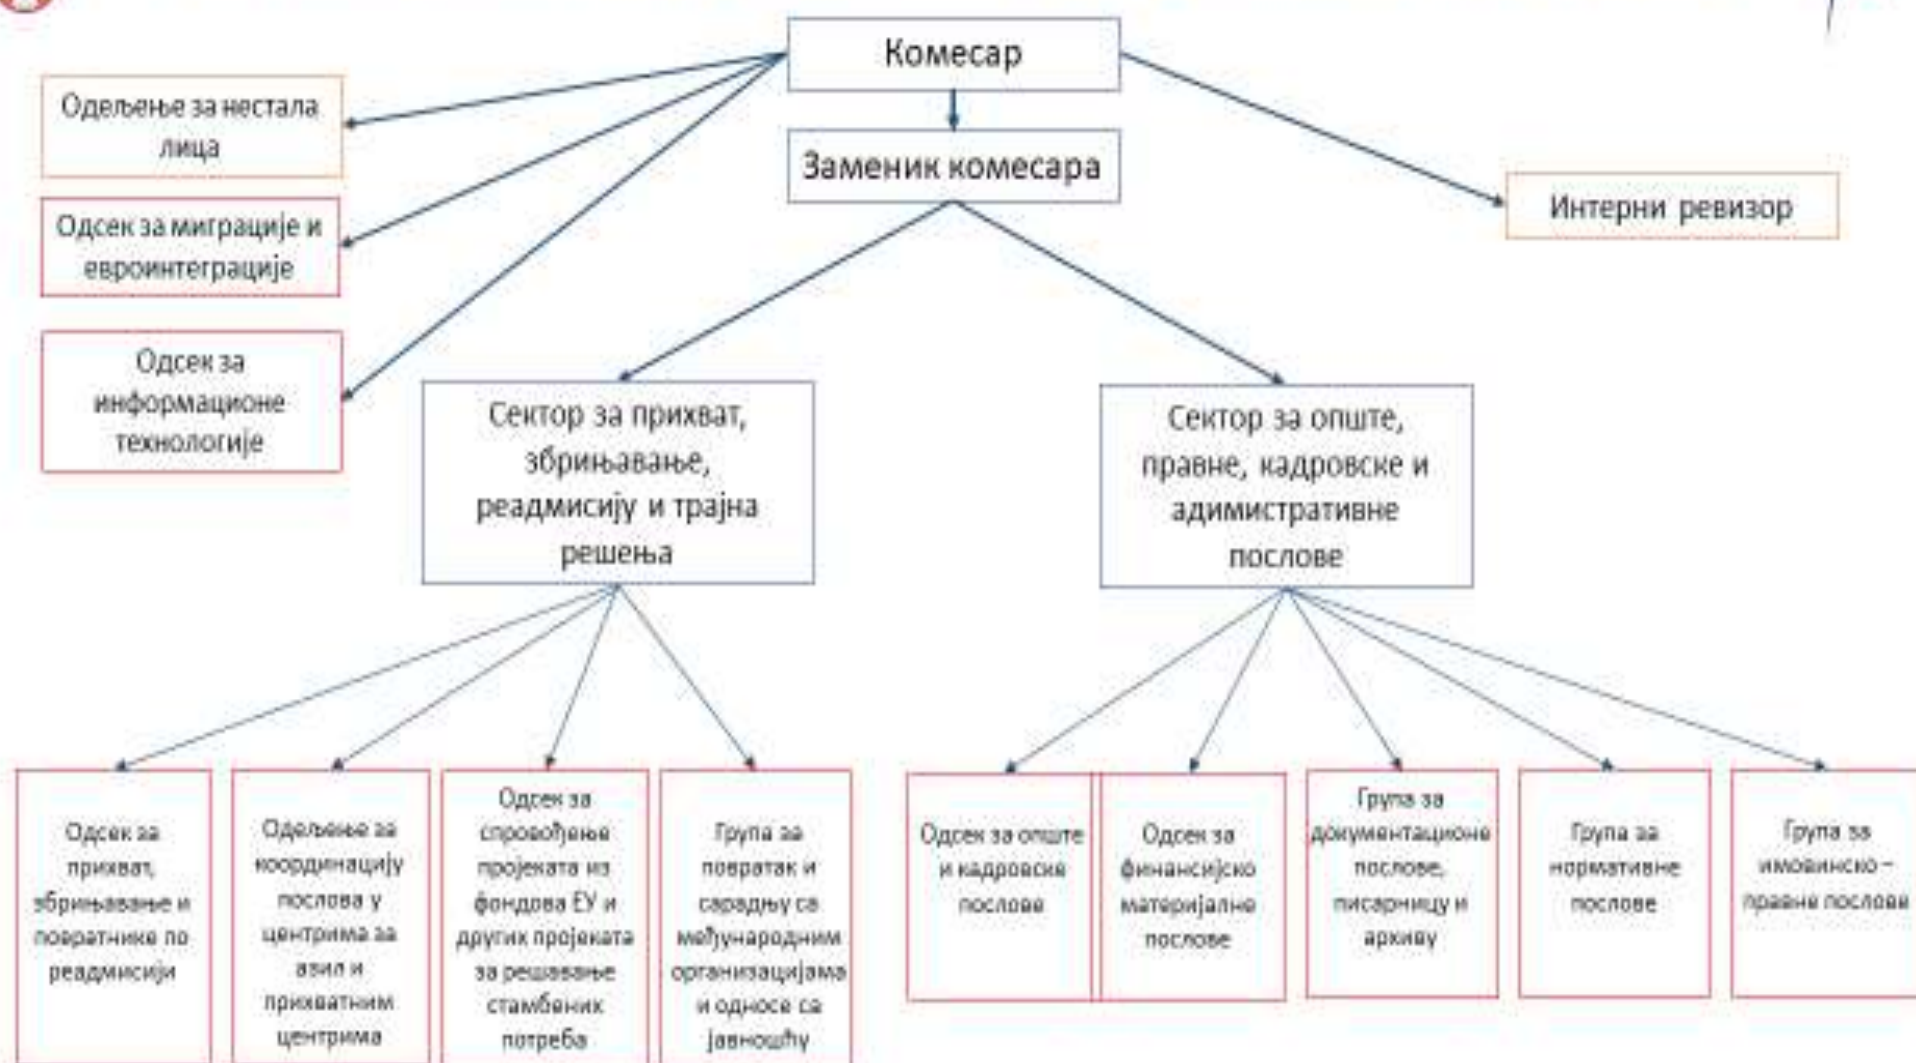 Комесар
Заменик комесара
Одељење за нестала
лица
Одсек за миграције и
евроинтеграције
Одсек за
информационе
технологије
Интерни ревизор
Сектор за прихват,
збрињавање,
реадмисију и трајна
решења
Сектор за опште,
правне, кадровске и
адимистративне
послове
Одсек за
прихват,
збрињавање и
повратнике по
реадмисији
Одељење за
координацију
послова у
центрима за
азил и
прихватним
центрима
Одсек за
спровођење
пројеката из
фондова ЕУ и
других пројеката
за решавање
стамбених
потреба
Група за
повратак и
сарадњу са
међународним
организацијама
и односе са
јавношћу
Одсек за опште
и кадровске
послове
Одсек за
финансијско
материјалне
послове
Група за
документационе
послове,
писарницу и
архиву
Група за
нормативне
послове
Група за
имовинско –
правне послове